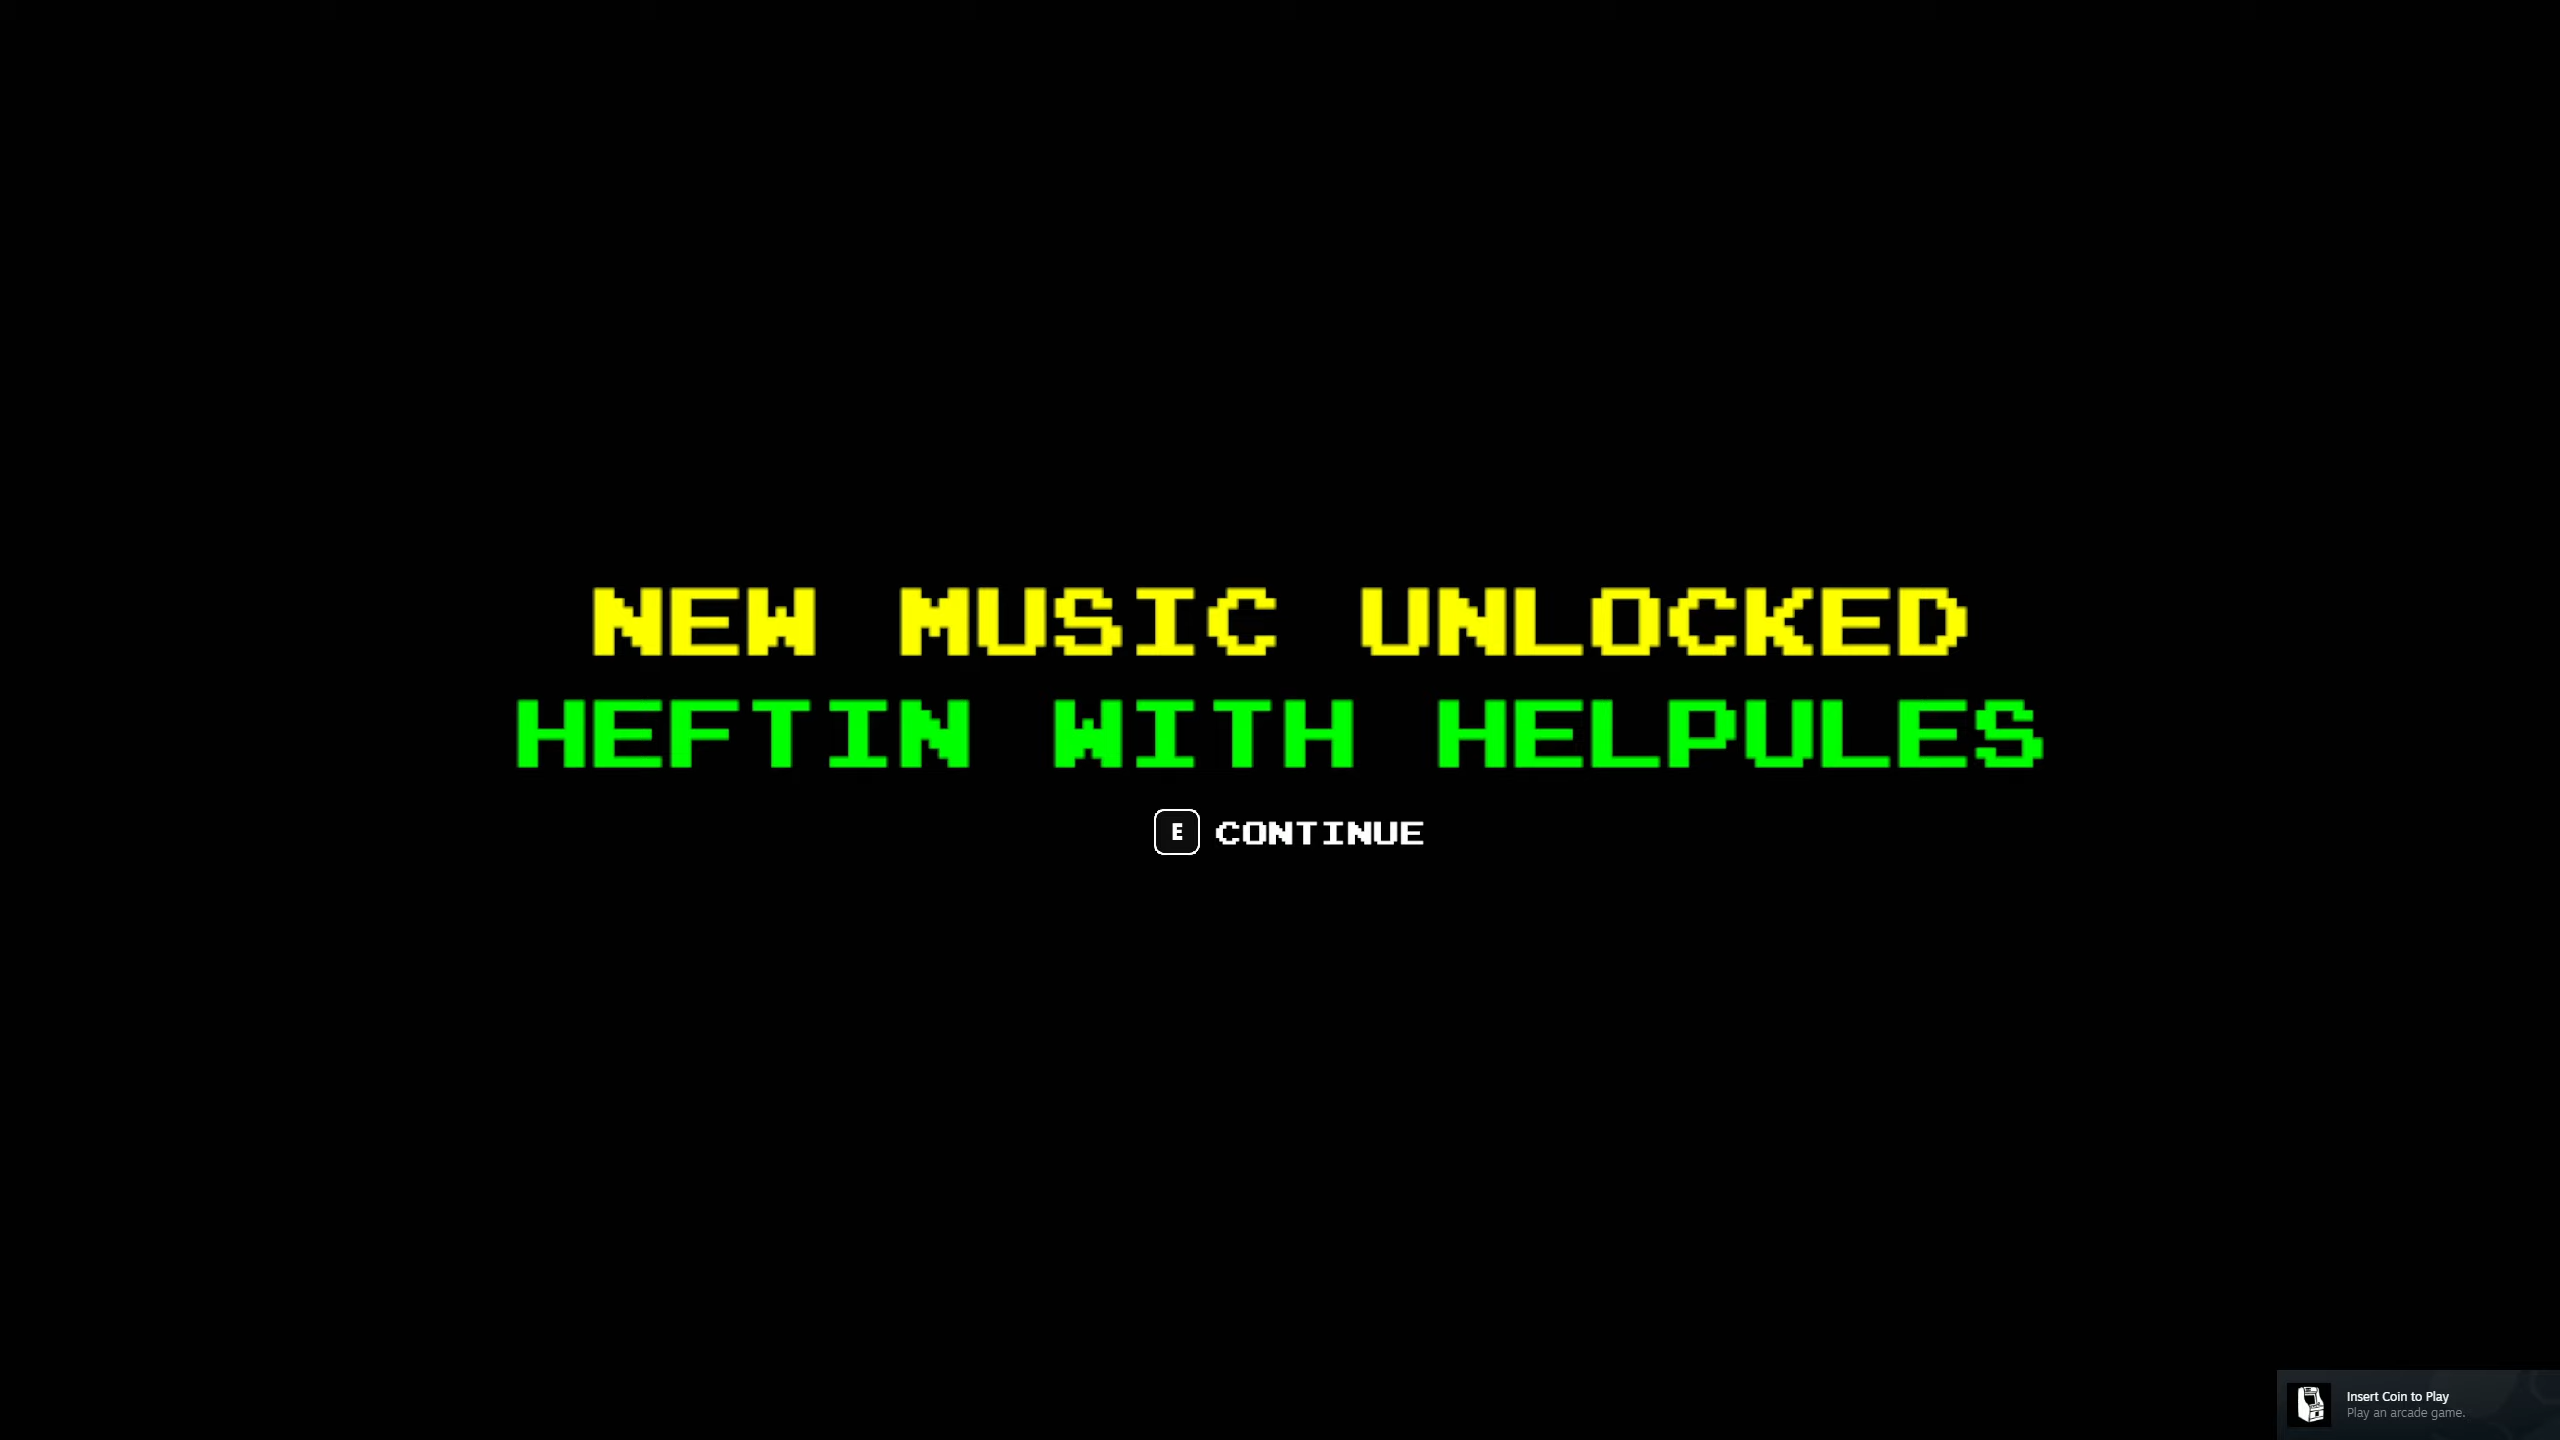 NEW MUSIC UNLOCKED
HEFTIN WITH HELPULES
E CONTINUE
Insert Coin to Play
Play an arcade game.